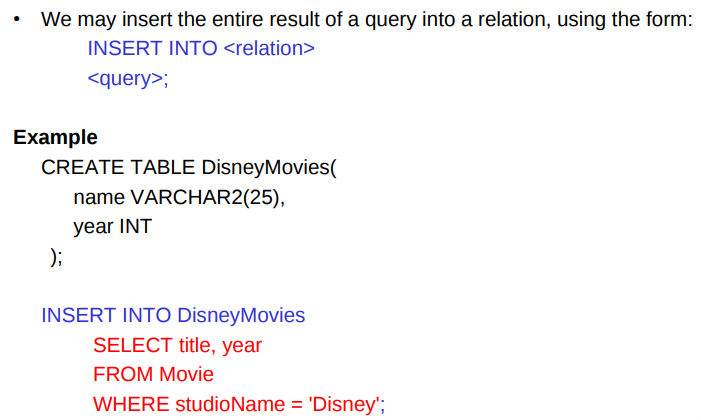 • We may insert the entire result of a query into a relation, using the form:
INSERT INTO <relation>
<query>;
Example
CREATE TABLE DisneyMovies(
name VARCHAR2(25),
year INT
);
INSERT INTO DisneyMovies
SELECT title, year
FROM Movie
WHERE studioName = 'Disney';